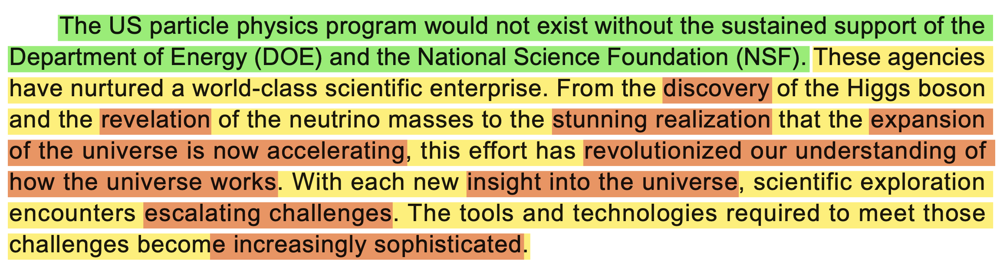 The US particle physics program would not exist without the sustained support of the
Department of Energy (DOE) and the National Science Foundation (NSF). These agencies
have nurtured a world-class scientific enterprise. From the discovery of the Higgs boson
and the revelation of the neutrino masses to the stunning realization that the expansion
of the universe is now accelerating, this effort has revolutionized our understanding of
how the universe works. With each new insight into the universe, scientific exploration
encounters escalating challenges. The tools and technologies required to meet those
challenges become increasingly sophisticated.